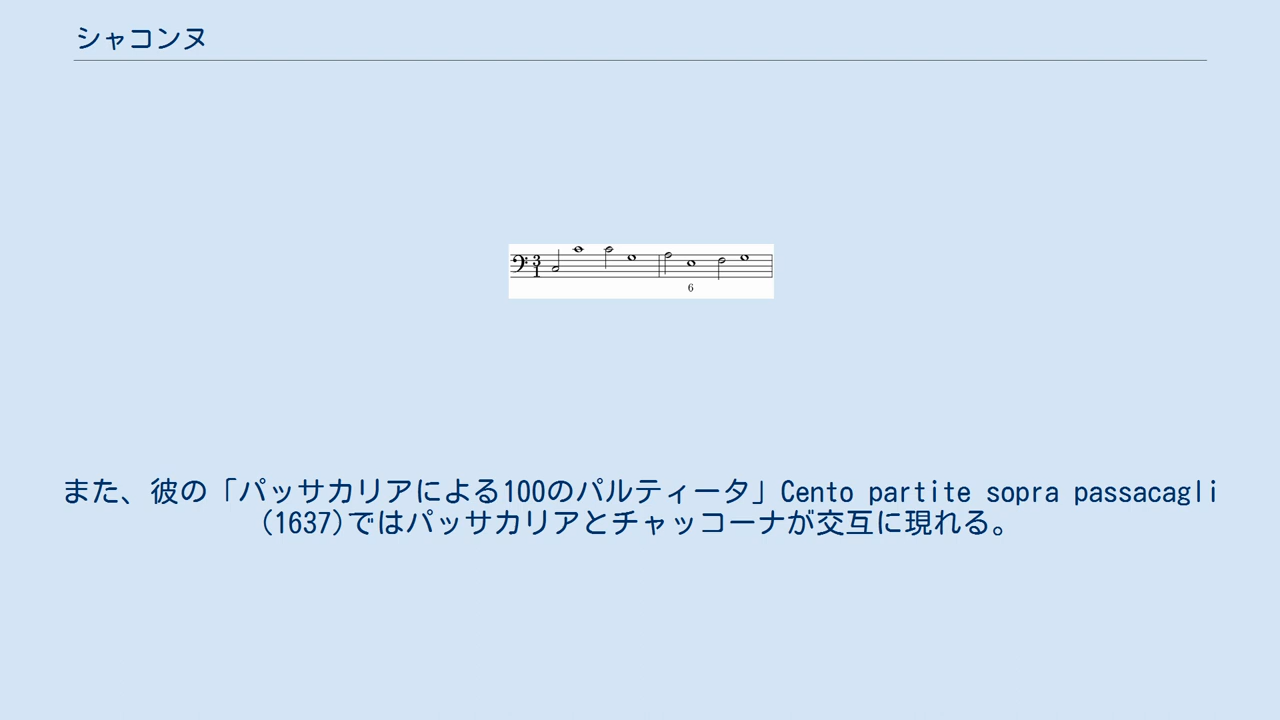 シャコンヌ
3
1
6
また、彼の「パッサカリアによる100のパルティータ」Cento partite sopra passacagli
(1637)ではパッサカリアとチャッコーナが交互に現れる。